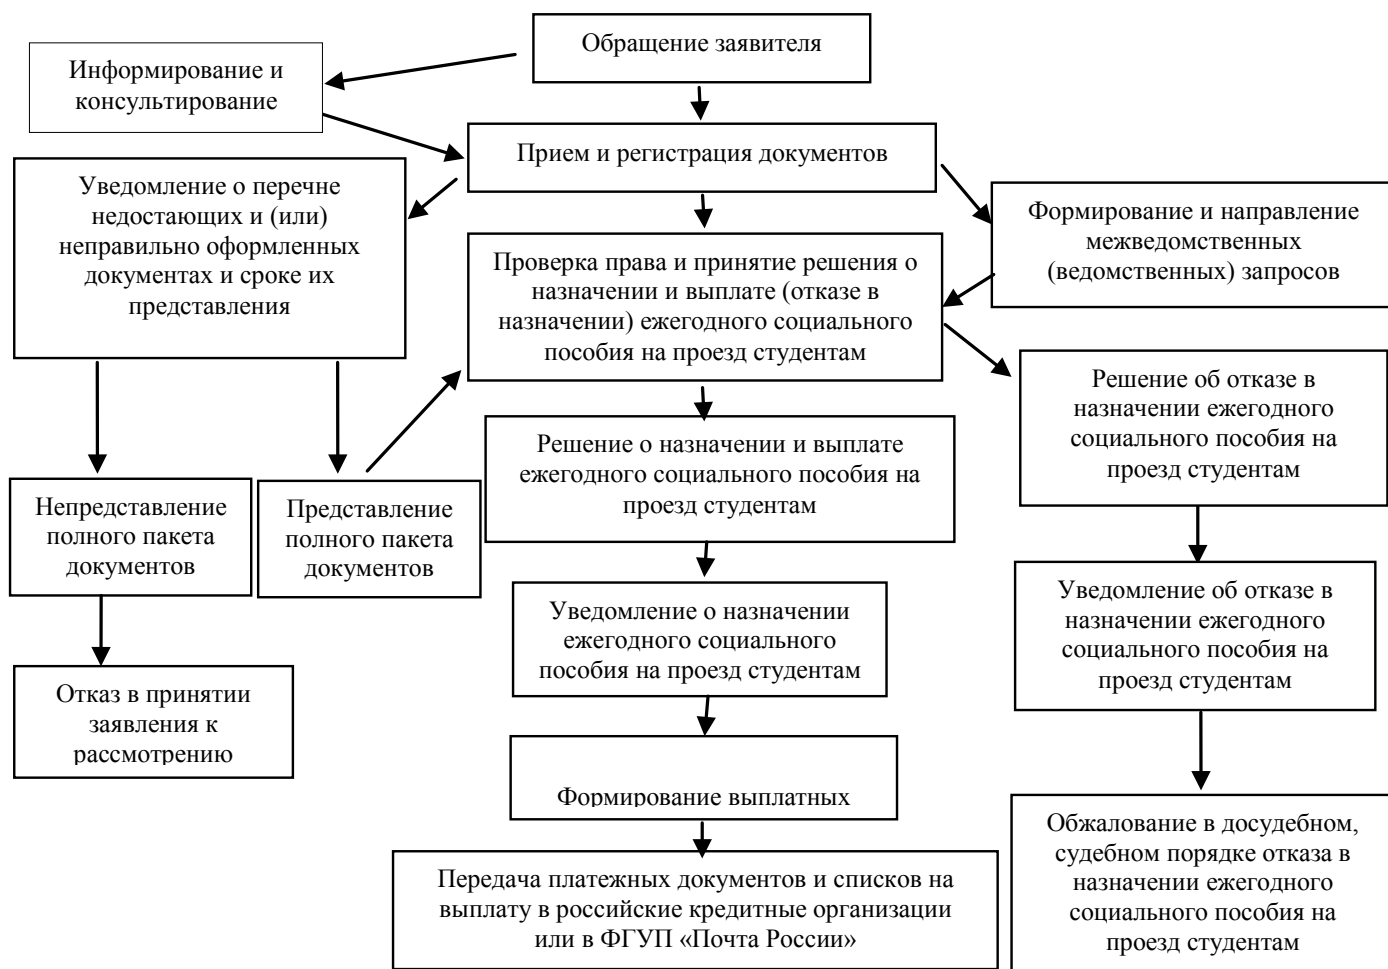 Обращение заявителя
Информирование и
консультирование
Прием и регистрация документов
Уведомление о перечне
недостающих и (или)
неправильно оформленных
документах и сроке их
представления
Формирование и направление
межведомственных
(ведомственных) запросов
Проверка права и принятие решения о
назначении и выплате (отказе в
назначении) ежегодного социального
пособия на проезд студентам
Решение об отказе в
назначении ежегодного
социального пособия на
проезд студентам
Решение о назначении и выплате
ежегодного социального пособия на
проезд студентам
Непредставление
полного пакета
документов
Представление
полного пакета
документов
Уведомление о назначении
ежегодного социального
пособия на проезд студентам
Уведомление об отказе в
назначении ежегодного
социального пособия на
проезд студентам
Отказ в принятии
заявления к
рассмотрению
Формирование выплатных
Передача платежных документов и списков на
выплату в российские кредитные организации
или в ФГУП «Почта России»
Обжалование в досудебном,
судебном порядке отказа в
назначении ежегодного
социального пособия на
проезд студентам